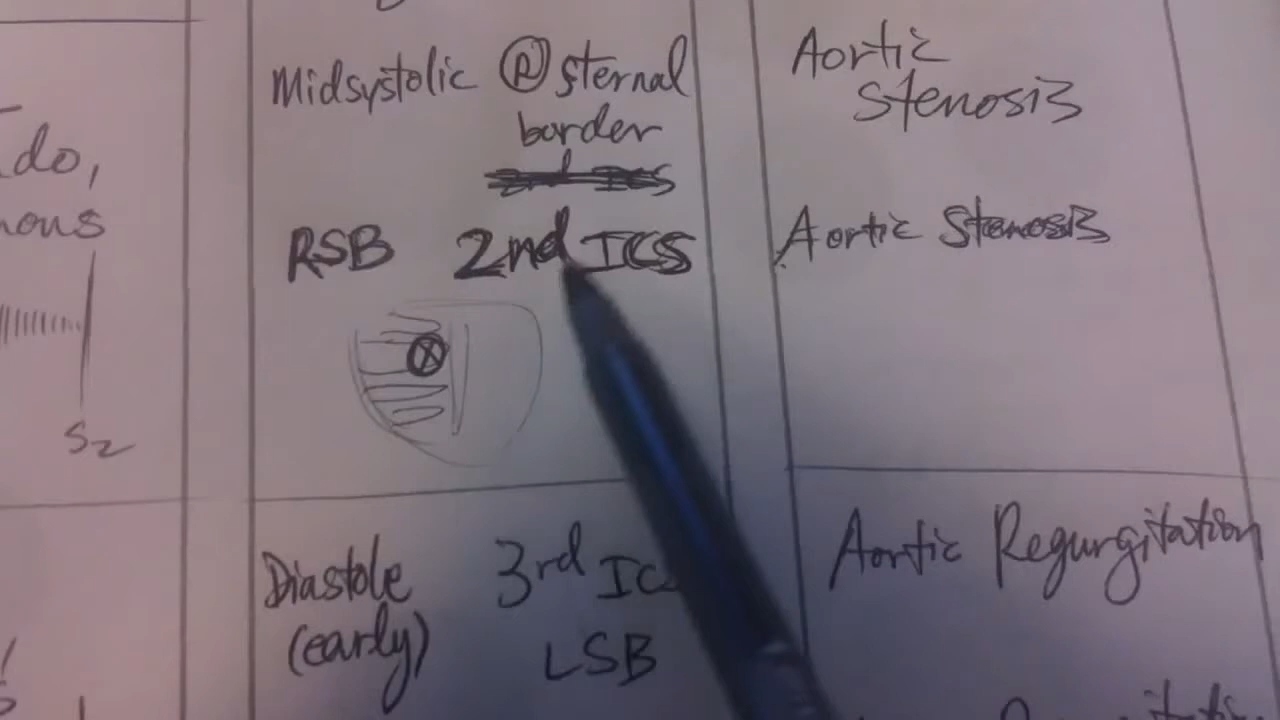 do,
Midsystolic Ⓡ sternal
border
Aortic
Stenosis
RSB 2nd ICS
Aortic Stenosis
S2
Diastole
(early)
3rd IC
LSB
Aortic Regurgitation